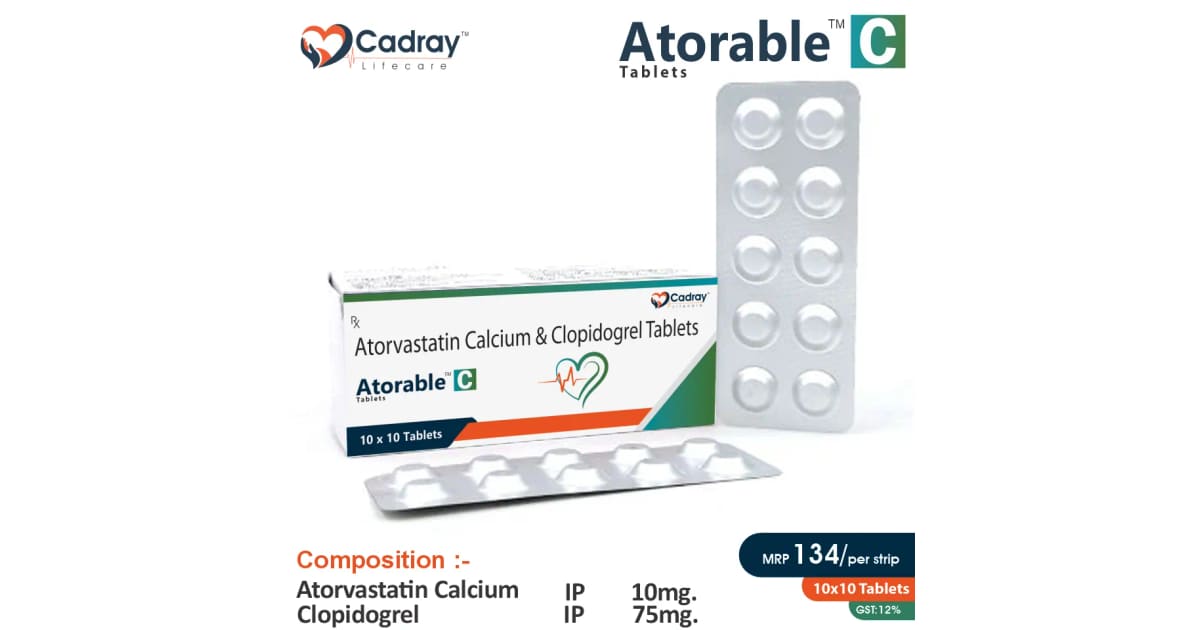 Cadray™
Lifecare
Atorable™ C
Tablets
Cadray™
Lifecare
Rx
Atorvastatin Calcium & Clopidogrel Tablets
Atorable™ C
Tablets
10 x 10 Tablets
Composition :-
Atorvastatin Calcium IP 10mg.
Clopidogrel IP 75mg.
MRP 134/per strip
10x10 Tablets
GST:12%